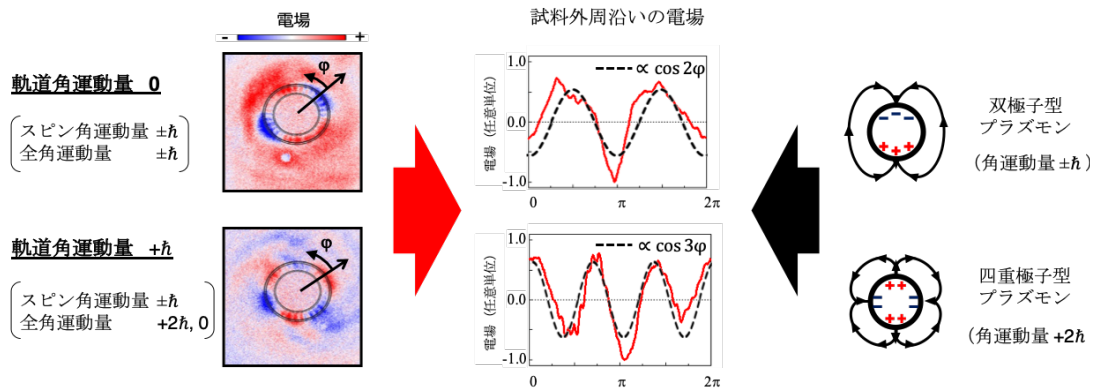 電場
- +
φ
軌道角運動量 0
スピン角運動量 ±ℏ
全角運動量 ±ℏ
軌道角運動量 +ℏ
スピン角運動量 ±ℏ
全角運動量 +2ℏ, 0
φ
試料外周沿いの電場
電場 (任意単位)
1.0
0.0
-1.0
∝ cos 2φ
0 π 2π
電場 (任意単位)
1.0
0.0
-1.0
∝ cos 3φ
0 π 2π
- - -
+ + +
双極子型
プラズモン
(角運動量 ±ℏ )
+ +
- -
- -
+ +
四重極子型
プラズモン
(角運動量 +2ℏ